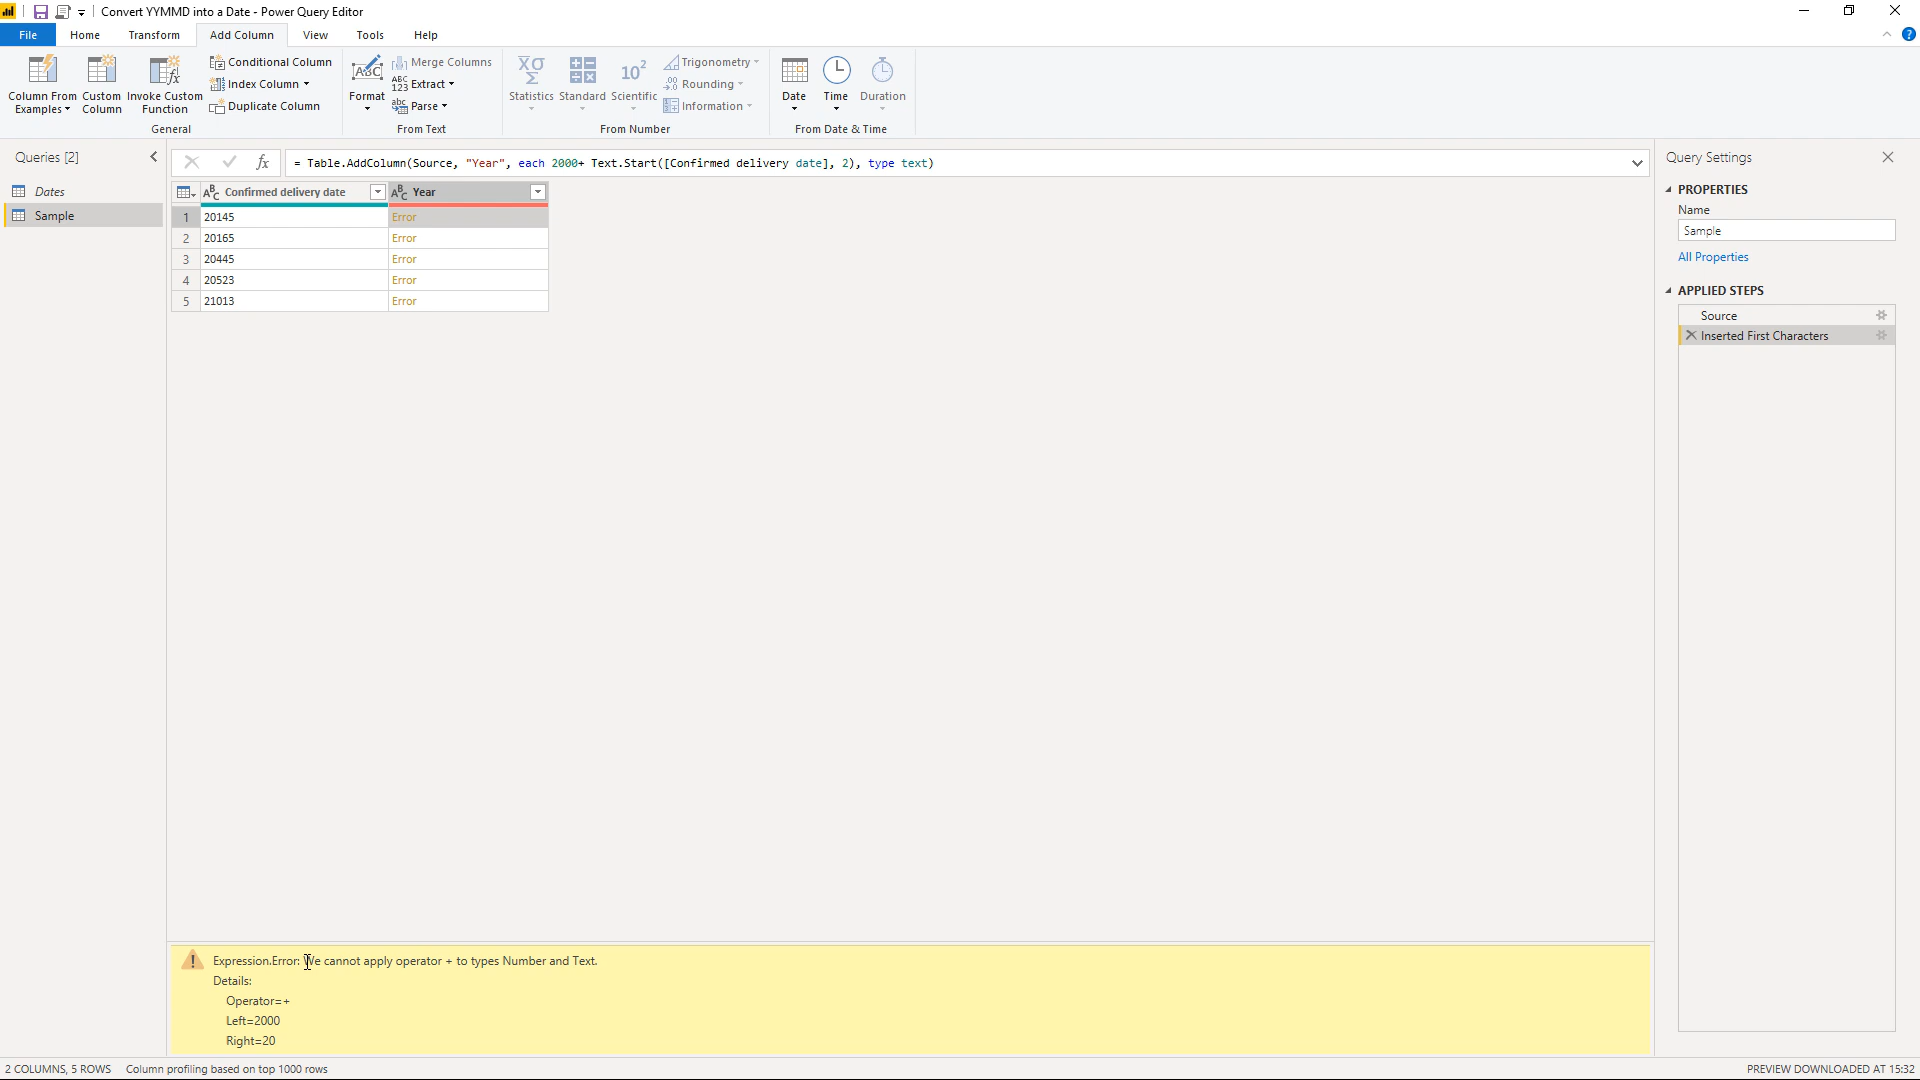 Convert YYMMD into a Date - Power Query Editor
File Home Transform Add Column View Tools Help
Column From Examples
Custom Column
Invoke Custom Function
Conditional Column
Index Column
Duplicate Column
General
Format
Merge Columns
Extract
Parse
From Text
Statistics
Standard
Scientific
Trigonometry
Rounding
Information
From Number
Date
Time
Duration
From Date & Time
Queries [2]
Dates
Sample
= Table.AddColumn(Source, "Year", each 2000+ Text.Start([Confirmed delivery date], 2), type text)
Confirmed delivery date Year
1 20145 Error
2 20165 Error
3 20445 Error
4 20523 Error
5 21013 Error
Query Settings
PROPERTIES
Name
Sample
All Properties
APPLIED STEPS
Source
Inserted First Characters
Expression.Error: We cannot apply operator + to types Number and Text.
Details:
Operator=+
Left=2000
Right=20
2 COLUMNS, 5 ROWS Column profiling based on top 1000 rows
PREVIEW DOWNLOADED AT 15:32